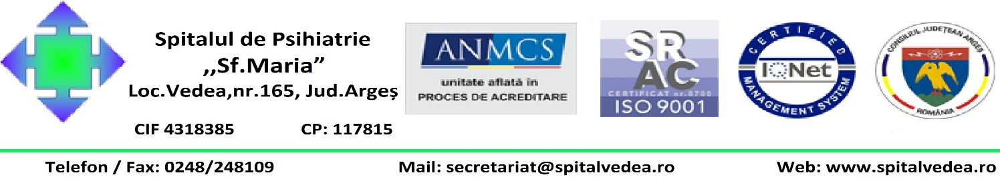 Spitalul de Psihiatrie
,,Sf.Maria”
Loc.Vedea,nr.165, Jud.Argeş
CIF 4318385 CP: 117815
ANMCS
unitate aflată în
PROCES DE ACREDITARE
SR
AC
CERTIFICAT nr.8700
ISO 9001
CERTIFIED
IQNet
MANAGEMENT SYSTEM
CONSILIUL JUDEȚEAN ARGEȘ
ROMÂNIA
Telefon / Fax: 0248/248109 Mail: secretariat@spitalvedea.ro Web: www.spitalvedea.ro